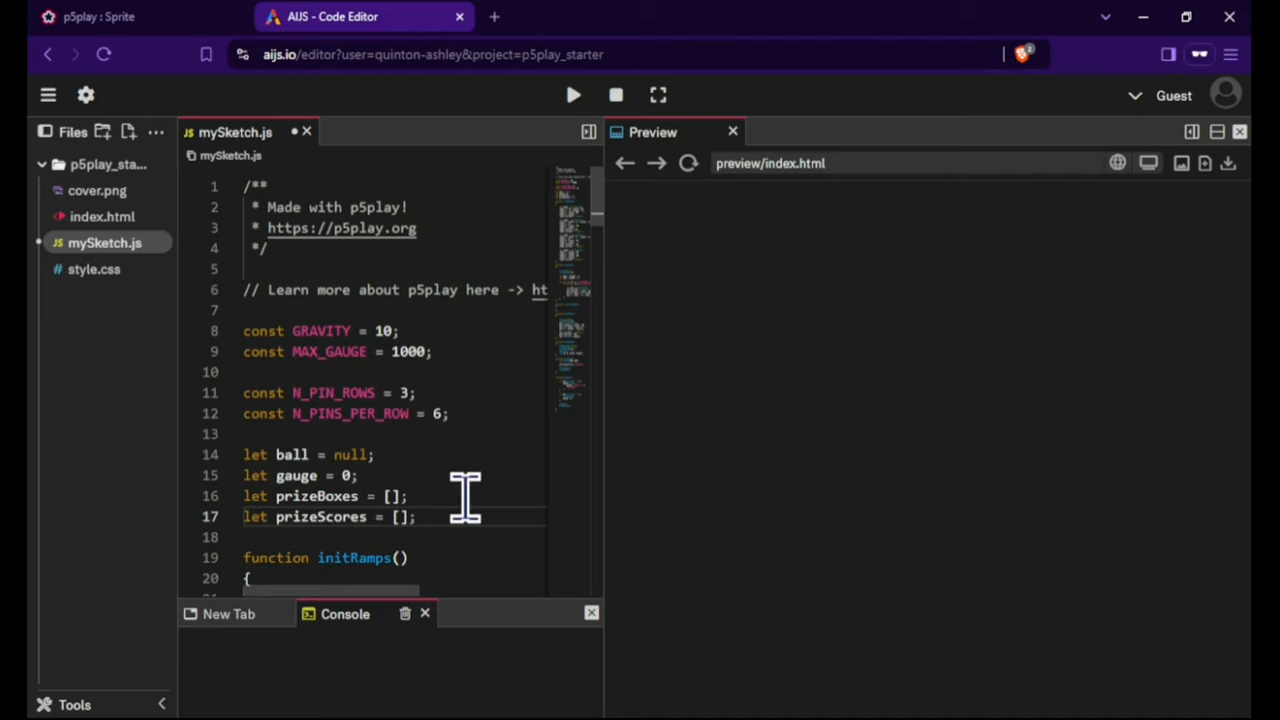 p5play : Sprite
AIJS - Code Editor
aijs.io/editor?user=quinton-ashley&project=p5play_starter
2
Guest
Files
p5play_sta...
cover.png
index.html
JS mySketch.js
# style.css
Tools
JS mySketch.js
mySketch.js
1 /**
2 * Made with p5play!
3 * https://p5play.org
4 */
5
6 // Learn more about p5play here -> ht
7
8 const GRAVITY = 10;
9 const MAX_GAUGE = 1000;
10
11 const N_PIN_ROWS = 3;
12 const N_PINS_PER_ROW = 6;
13
14 let ball = null;
15 let gauge = 0;
16 let prizeBoxes = [];
17 let prizeScores = [];
18
19 function initRamps()
20 {
New Tab
Console
Preview
preview/index.html